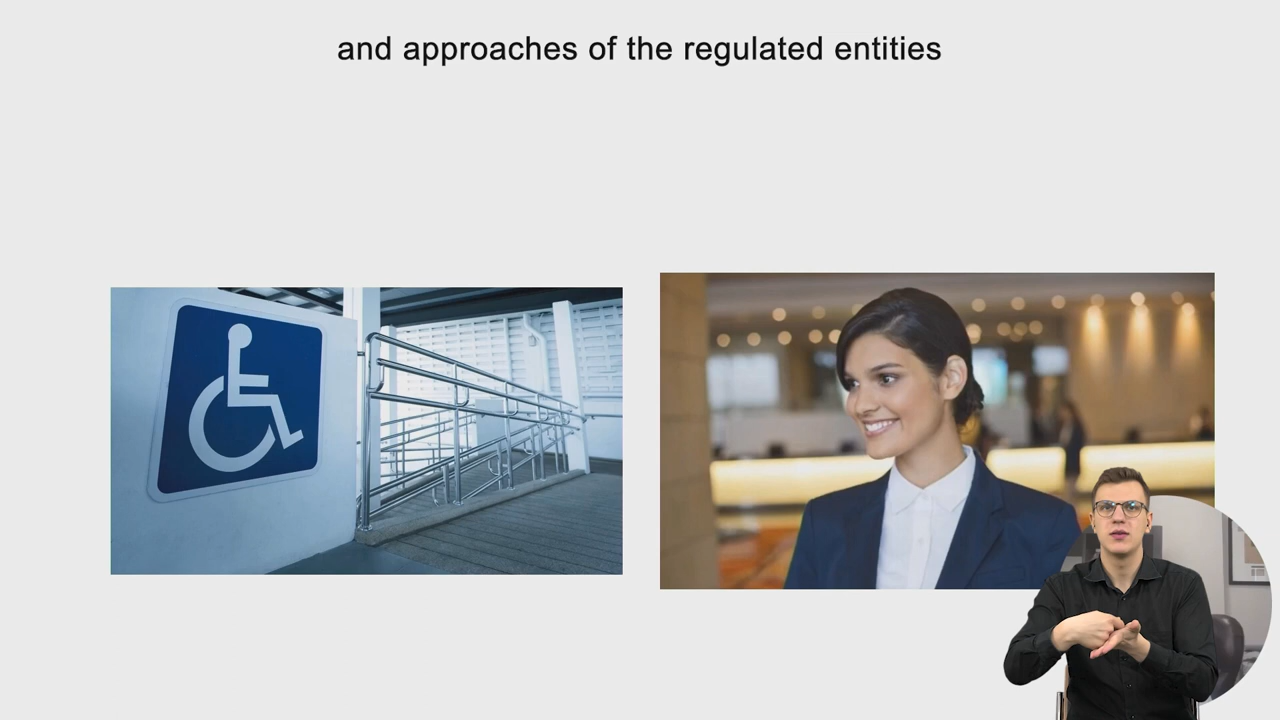 and approaches of the regulated entities